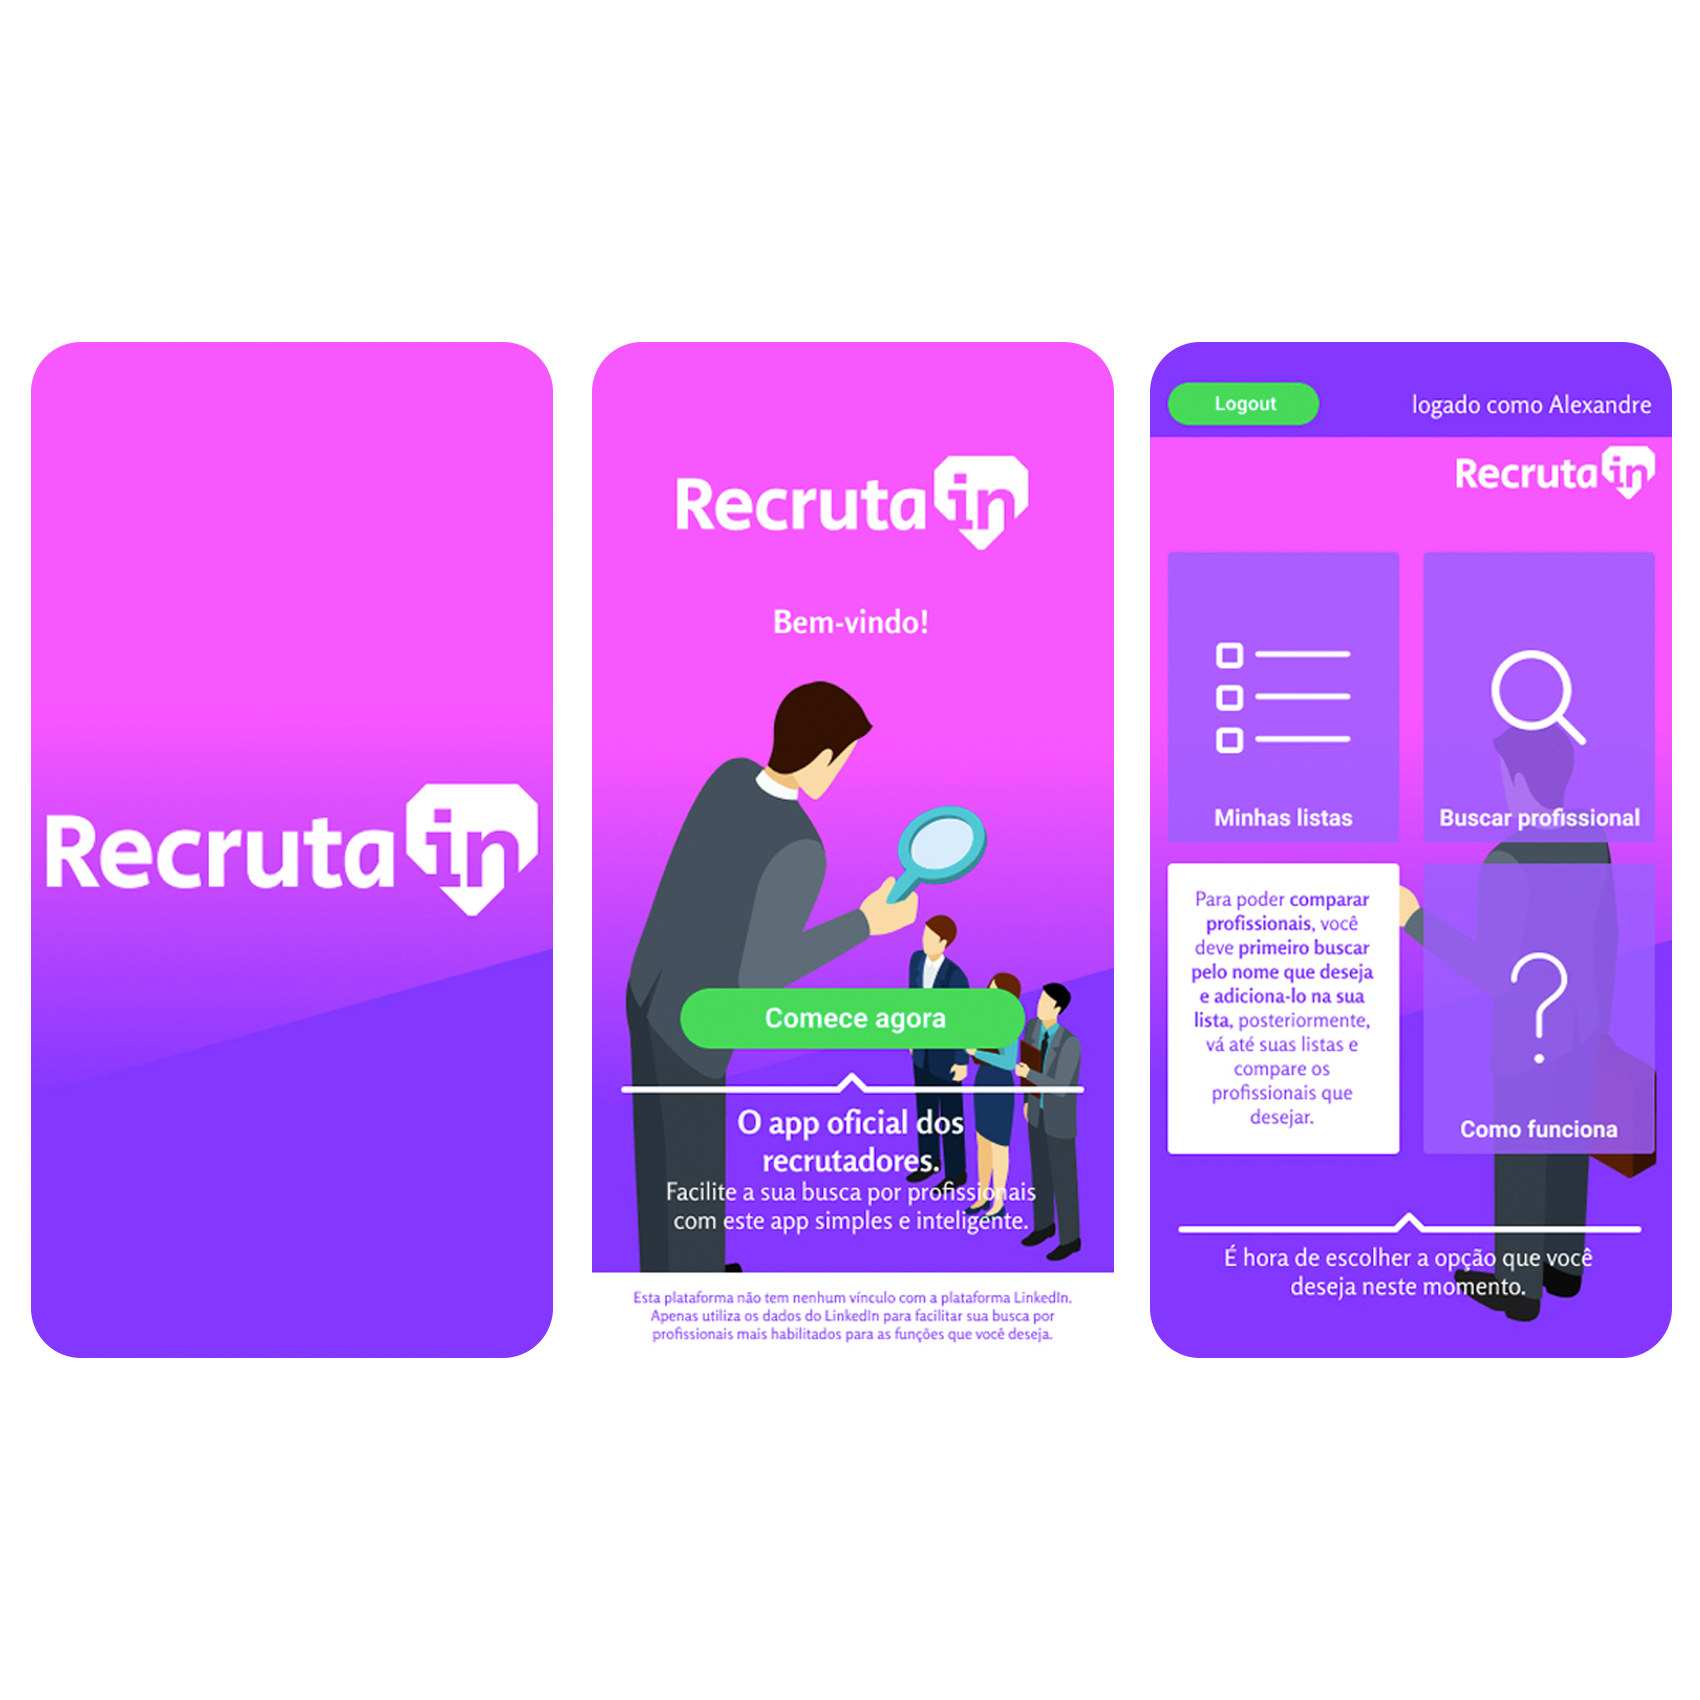 Recruta in
Recruta in
Bem-vindo!
Comece agora
O app oficial dos
recrutadores.
Facilite a sua busca por profissionais
com este app simples e inteligente.
Esta plataforma não tem nenhum vínculo com a plataforma LinkedIn.
Apenas utiliza os dados do LinkedIn para facilitar sua busca por
profissionais mais habilitados para as funções que você deseja.
Logout
logado como Alexandre
Recruta in
Minhas listas
Buscar profissional
Para poder comparar
profissionais, você
deve primeiro buscar
pelo nome que deseja
e adiciona-lo na sua
lista, posteriormente,
vá até suas listas e
compare os
profissionais que
desejar.
Como funciona
É hora de escolher a opção que você
deseja neste momento.